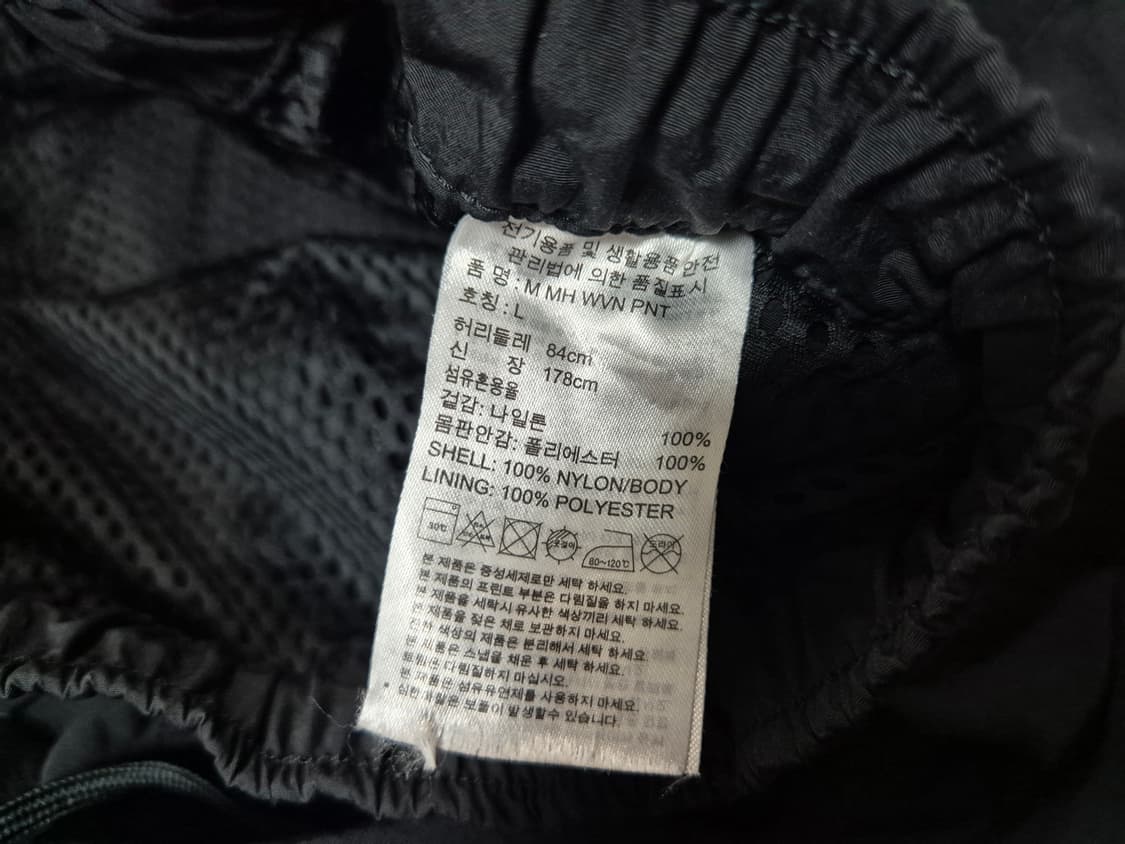 전기용품 및 생활용품 안전
관리법에 의한 품질표시
품 명 : M MH WVN PNT
호칭 : L
허리둘레 84cm
신 장 178cm
섬유혼용율
겉감: 나일론 100%
몸판안감: 폴리에스터 100%
SHELL: 100% NYLON/BODY
LINING: 100% POLYESTER
30℃ 드라이
80~120℃
본 제품은 중성세제로만 세탁 하세요.
본 제품의 프린트 부분은 다림질을 하지 마세요.
본 제품을 세탁시 유사한 색상끼리 세탁 하세요.
본 제품을 젖은 채로 보관하지 마세요.
진한 색상의 제품은 분리해서 세탁 하세요.
본 제품은 스냅을 채운 후 세탁 하세요.
다림질하지 마십시오.
본 제품은 섬유유연제를 사용하지 마세요.
* 심한 마찰은 보풀이 발생할수 있습니다.